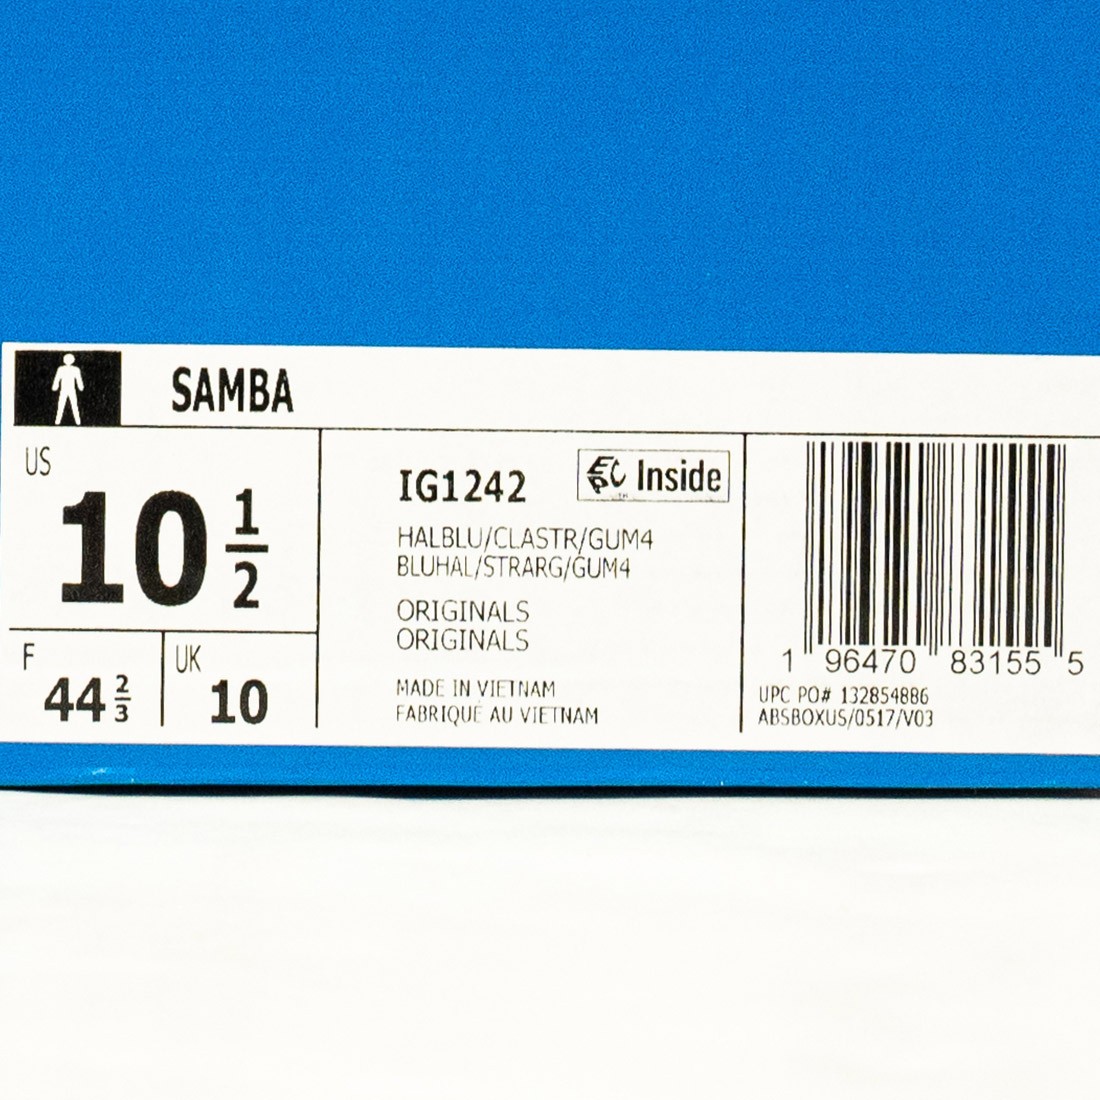 SAMBA
US
10 1/2
F
44 2/3
UK
10
IG1242
Inside
HALBLU/CLASTR/GUM4
BLUHAL/STRARG/GUM4
ORIGINALS
ORIGINALS
MADE IN VIETNAM
FABRIQUÉ AU VIETNAM
1 96470 83155 5
UPC PO# 132854886
ABSBOXUS/0517/V03